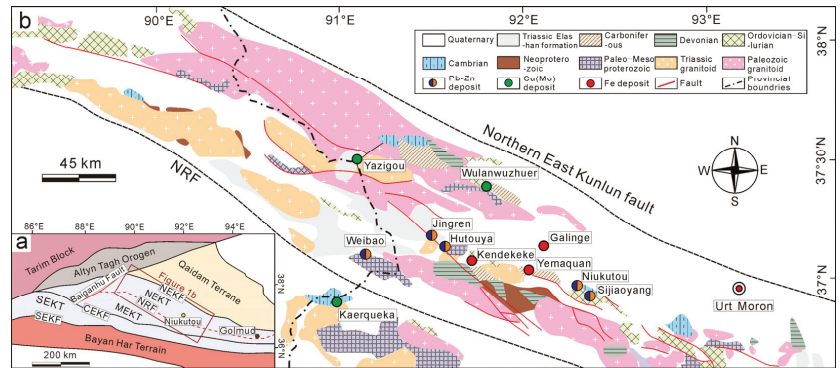 b
90°E
91°E
92°E
93°E
38°N
37°30'N
37°N
Quaternary
Triassic Elas
-han formation
Carbonifer
-ous
Devonian
Ordovician-Si
-lurian
Cambrian
Neoprotero
-zoic
Paleo-Meso
proterozoic
Triassic
granitoid
Paleozoic
granitoid
Pb-Zn
deposit
Cu(Mo)
deposit
Fe deposit
Fault
Provincial
boundries
45 km
NRF
Northern East Kunlun fault
N
W
E
S
Yazigou
Wulanwuzhuer
Jingren
Hutouya
Weibao
Kendekeke
Galinge
Yemaquan
Niukutou
Sijiaoyang
Kaerqueka
Urt Moron
a
86°E
88°E
90°E
92°E
94°E
38°N
36°N
Tarim Block
Altyn Tagh Orogen
Baiganhu Fault
Figure 1b
Qaidam Terrane
NEKF
NEKT
NRF
MEKT
SEKT
CEKF
SEKF
Niukutou
Golmud
Bayan Har Terrain
200 km